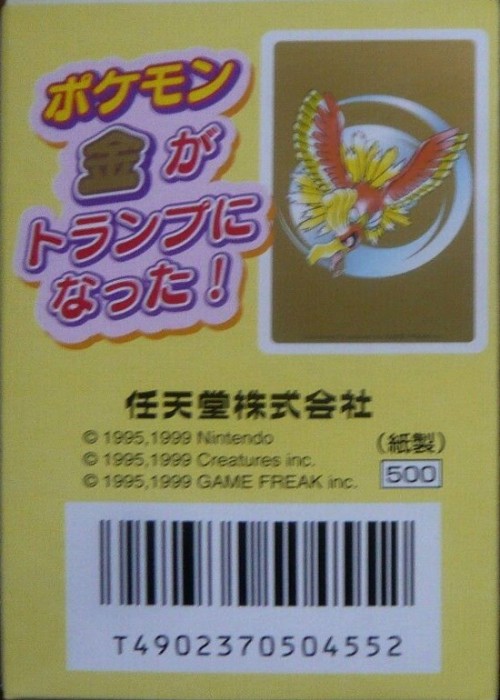 ポケモン
金が
トランプに
なった!
任天堂株式会社
© 1995,1999 Nintendo
© 1995,1999 Creatures inc.
© 1995,1999 GAME FREAK inc.
(紙製)
500
T4902370504552